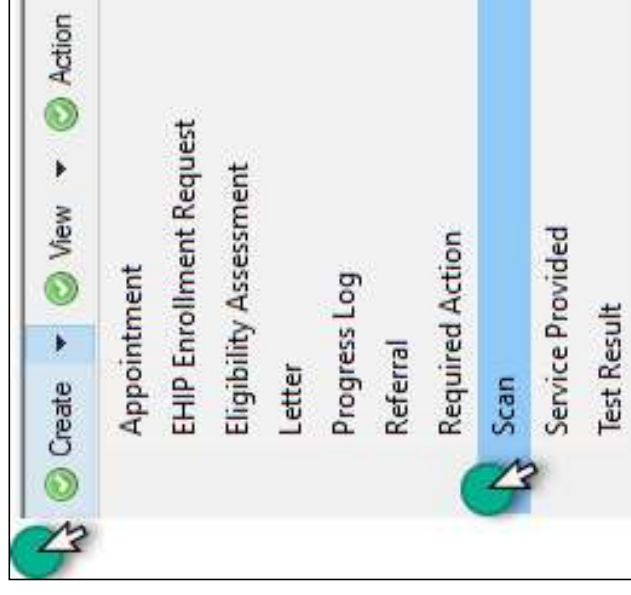 Create View Action
Appointment
EHIP Enrollment Request
Eligibility Assessment
Letter
Progress Log
Referral
Required Action
Scan
Service Provided
Test Result